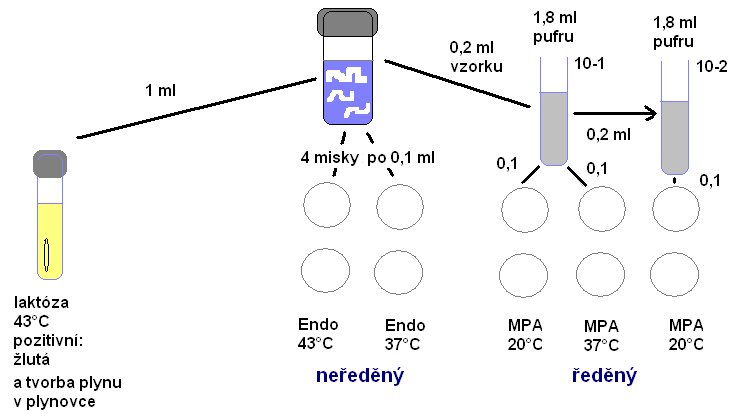 1 ml
0,2 ml
vzorku
1,8 ml
pufru
10-1
1,8 ml
pufru
10-2
0,2 ml
4 misky po 0,1 ml
0,1
0,1
0,1
laktóza
43°C
pozitivní:
žlutá
a tvorba plynu
v plynovce
Endo
43°C
Endo
37°C
MPA
20°C
MPA
37°C
MPA
20°C
neředěný
ředěný